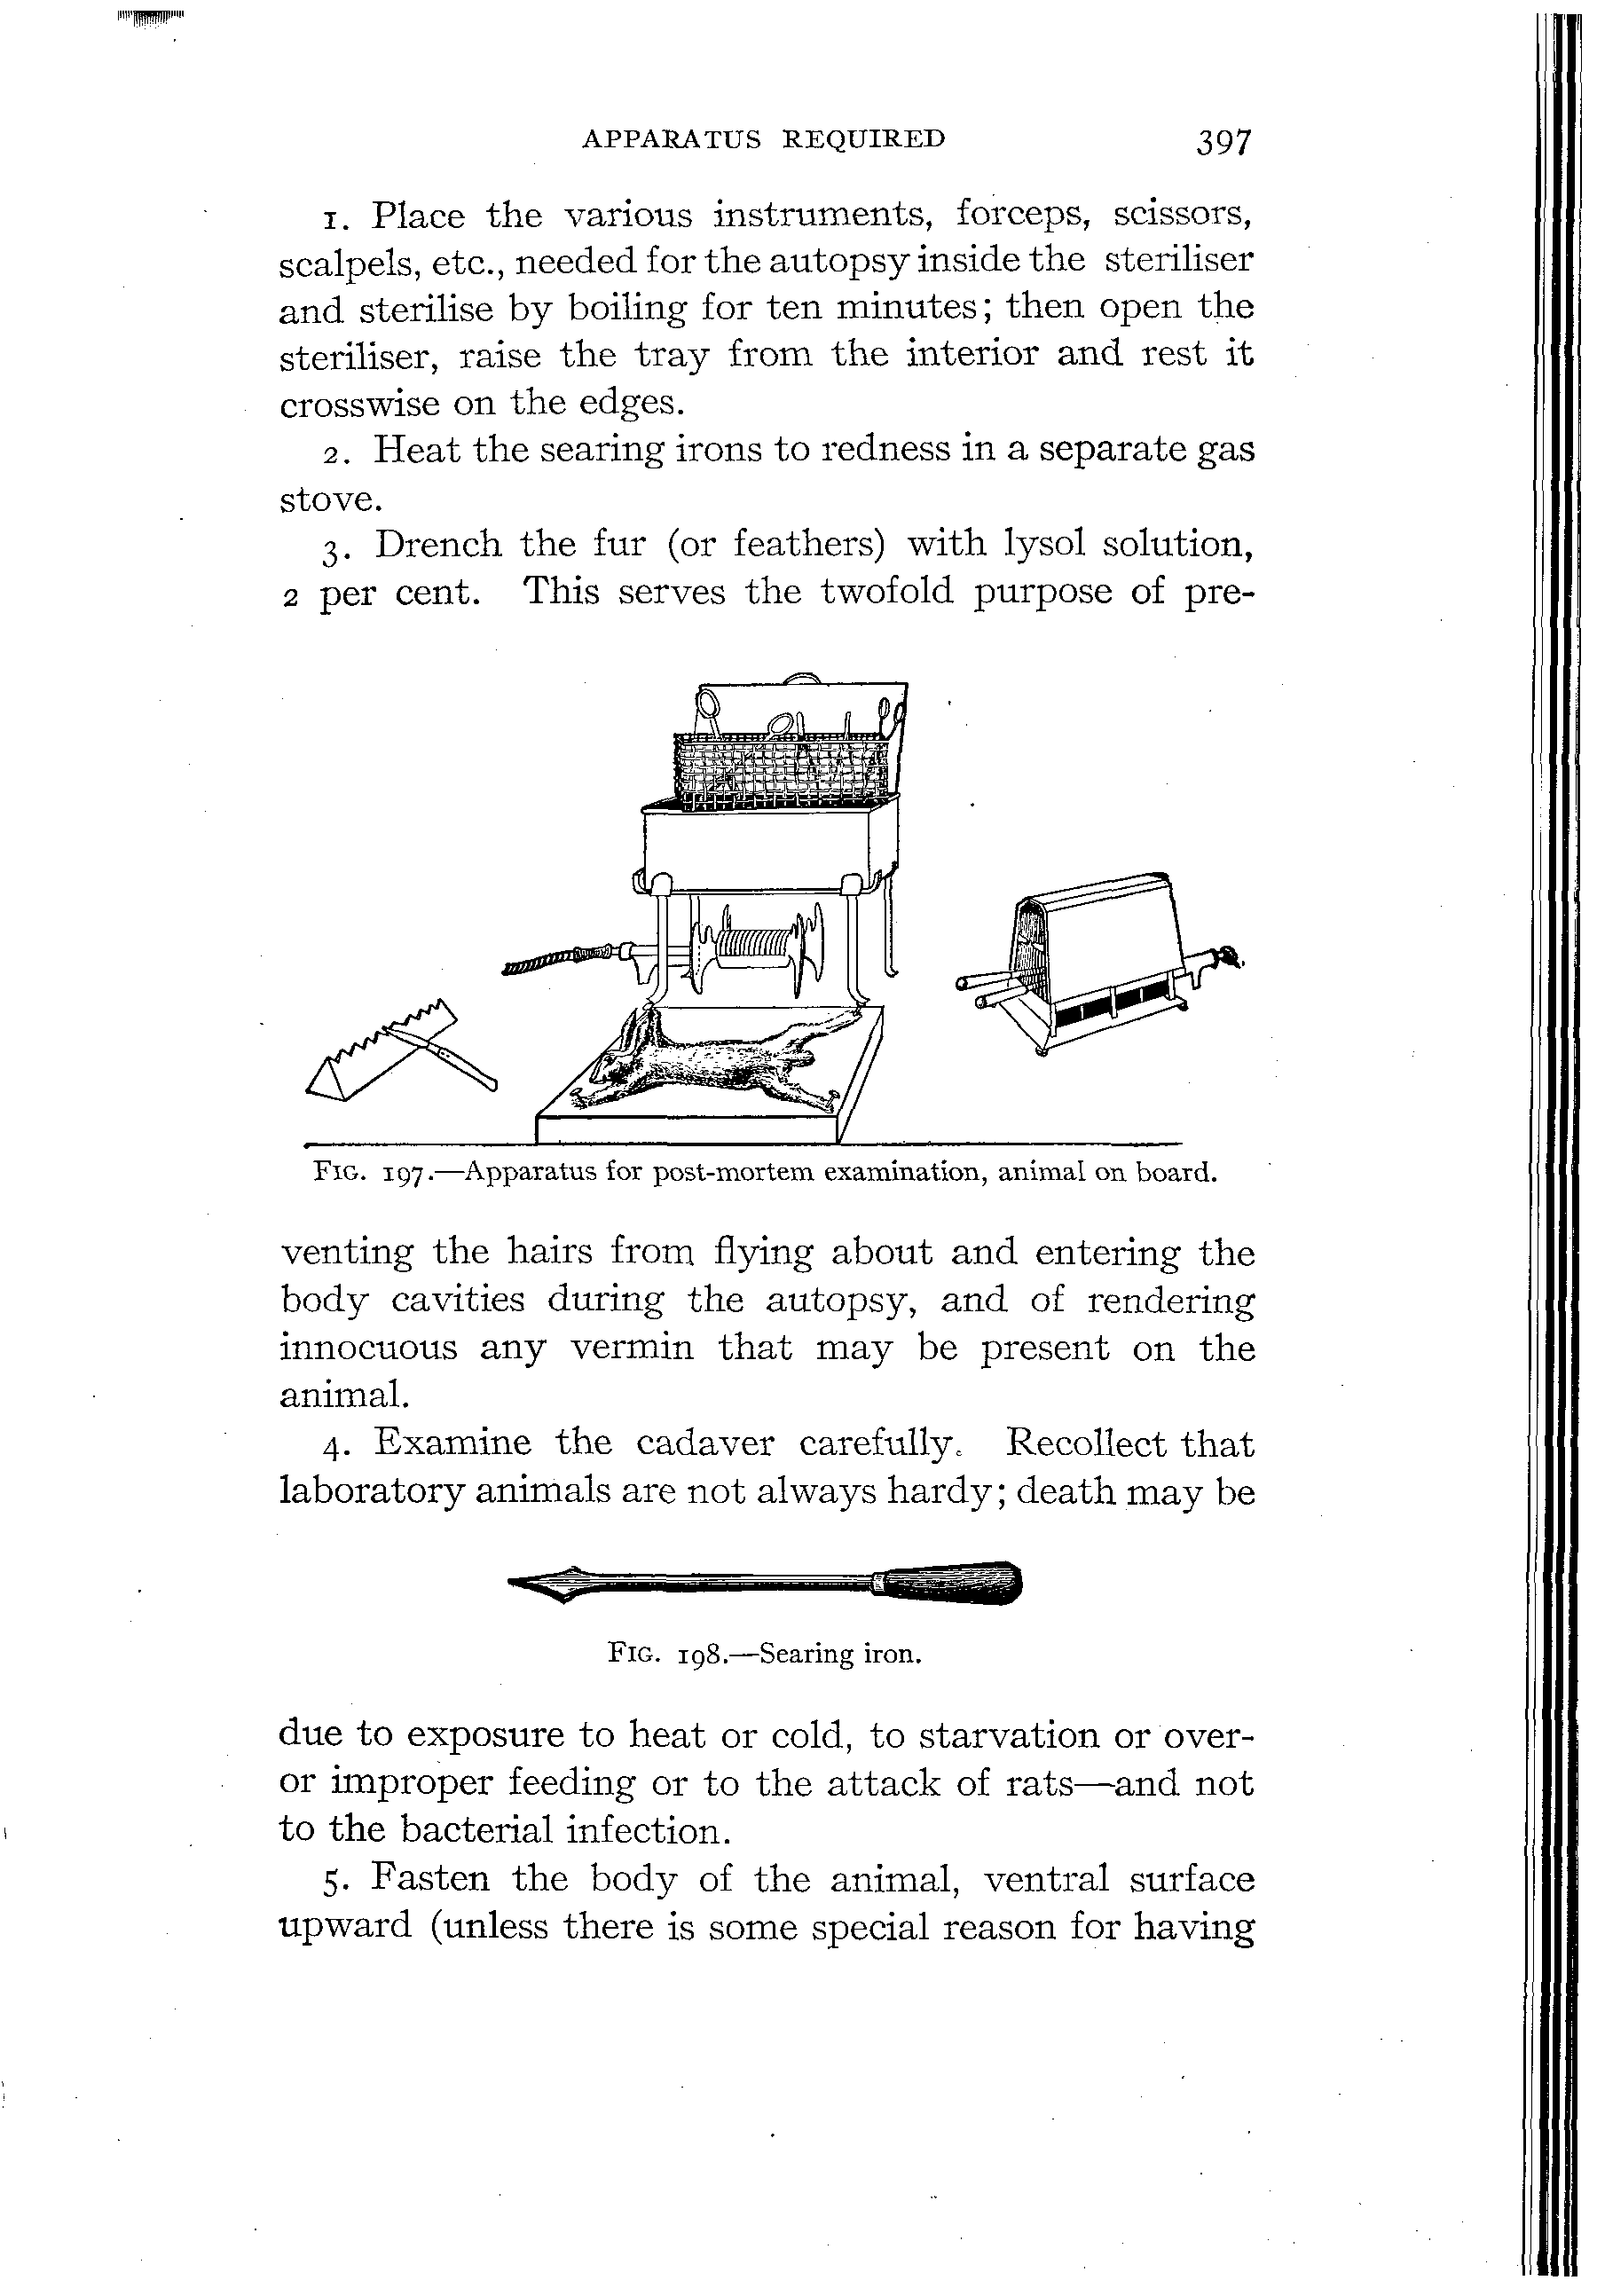 APPARATUS REQUIRED 397
1. Place the various instruments, forceps, scissors,
scalpels, etc., needed for the autopsy inside the steriliser
and sterilise by boiling for ten minutes; then open the
steriliser, raise the tray from the interior and rest it
crosswise on the edges.
2. Heat the searing irons to redness in a separate gas
stove.
3. Drench the fur (or feathers) with lysol solution,
2 per cent. This serves the twofold purpose of pre-
FIG. 197.—Apparatus for post-mortem examination, animal on board.
venting the hairs from flying about and entering the
body cavities during the autopsy, and of rendering
innocuous any vermin that may be present on the
animal.
4. Examine the cadaver carefully. Recollect that
laboratory animals are not always hardy; death may be
FIG. 198.—Searing iron.
due to exposure to heat or cold, to starvation or over-
or improper feeding or to the attack of rats—and not
to the bacterial infection.
5. Fasten the body of the animal, ventral surface
upward (unless there is some special reason for having